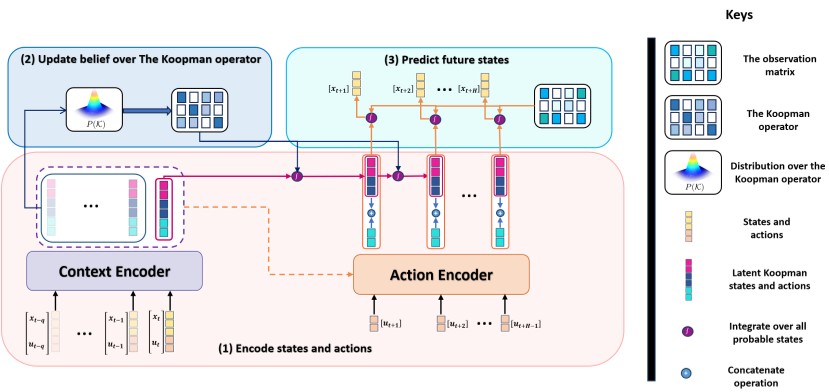 Keys
(2) Update belief over The Koopman operator
(3) Predict future states
P(𝒦)
[x_{t+1}]
[x_{t+2}]
...
[x_{t+H}]
∫
∫
∫
∫
∫
...
...
+
+
+
Context Encoder
Action Encoder
[x_{t-q}
u_{t-q}]
...
[x_{t-1}
u_{t-1}]
[x_t
u_t]
[u_{t+1}]
[u_{t+2}]
...
[u_{t+H-1}]
(1) Encode states and actions
The observation
matrix
The Koopman
operator
P(𝒦)
Distribution over the
Koopman operator
States and
actions
Latent Koopman
states and actions
∫
Integrate over all
probable states
+
Concatenate
operation